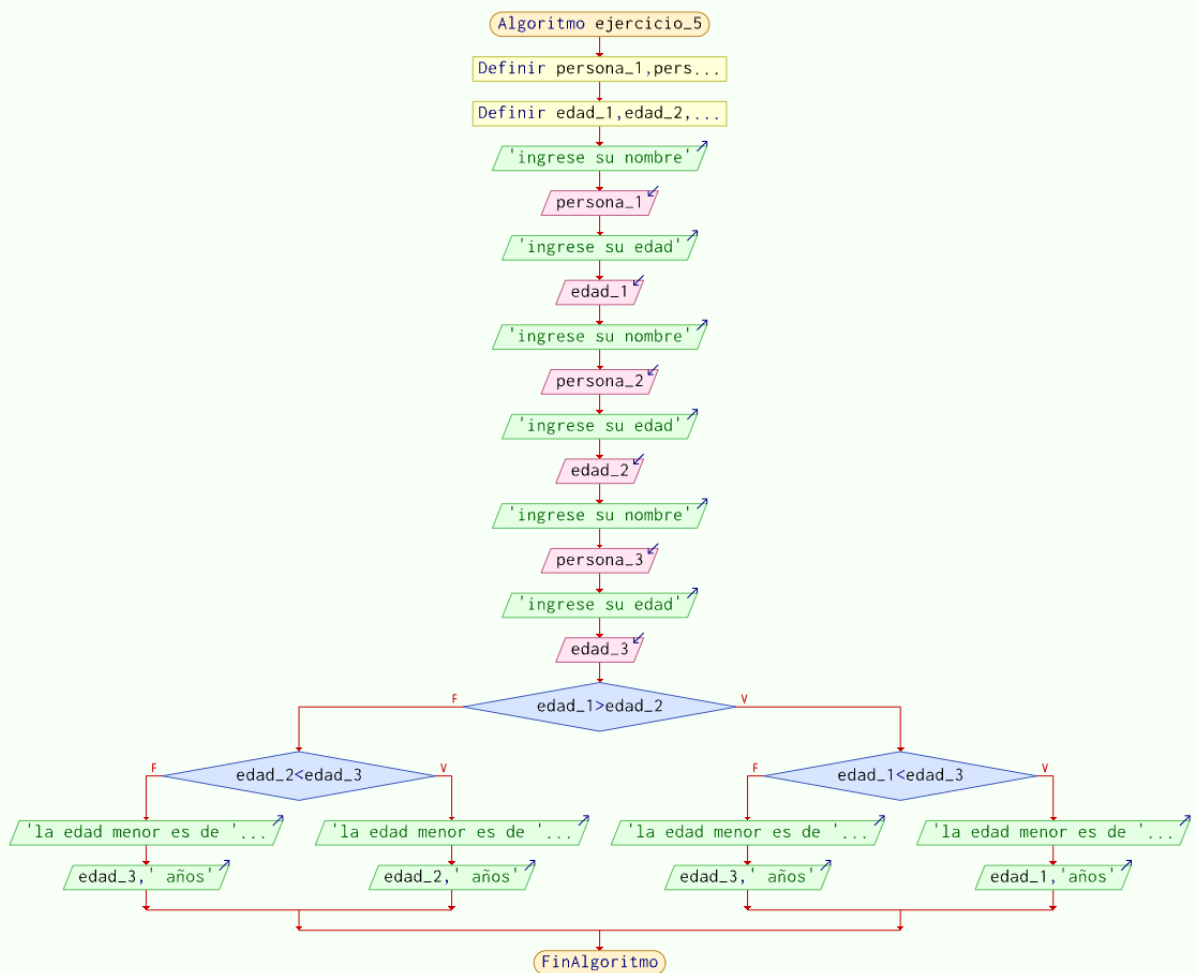 Algoritmo ejercicio_5
Definir persona_1,pers...
Definir edad_1,edad_2,...
'ingrese su nombre'
persona_1
'ingrese su edad'
edad_1
'ingrese su nombre'
persona_2
'ingrese su edad'
edad_2
'ingrese su nombre'
persona_3
'ingrese su edad'
edad_3
F
edad_1>edad_2
V
F
edad_2<edad_3
V
F
edad_1<edad_3
V
'la edad menor es de '...
'la edad menor es de '...
'la edad menor es de '...
'la edad menor es de '...
edad_3,' años'
edad_2,' años'
edad_3,' años'
edad_1,'años'
FinAlgoritmo